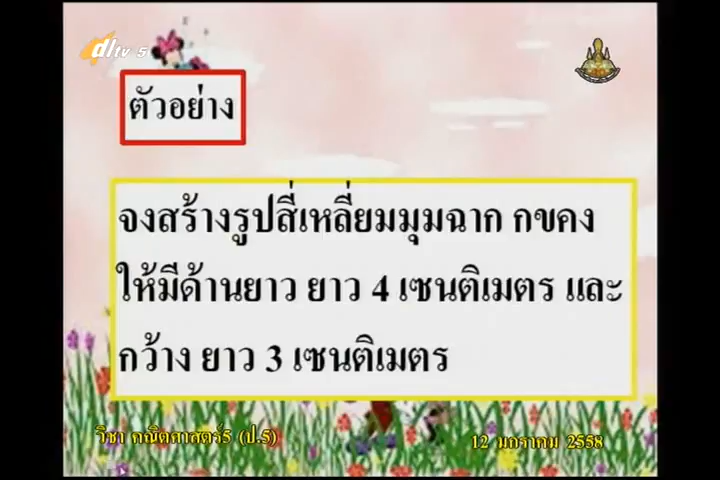 dltv 5
ตัวอย่าง
จงสร้างรูปสี่เหลี่ยมมุมฉาก กขคง
ให้มีด้านยาว ยาว 4 เซนติเมตร และ
กว้าง ยาว 3 เซนติเมตร
วิชา คณิตศาสตร์5 (ป.5)
12 มกราคม 2558